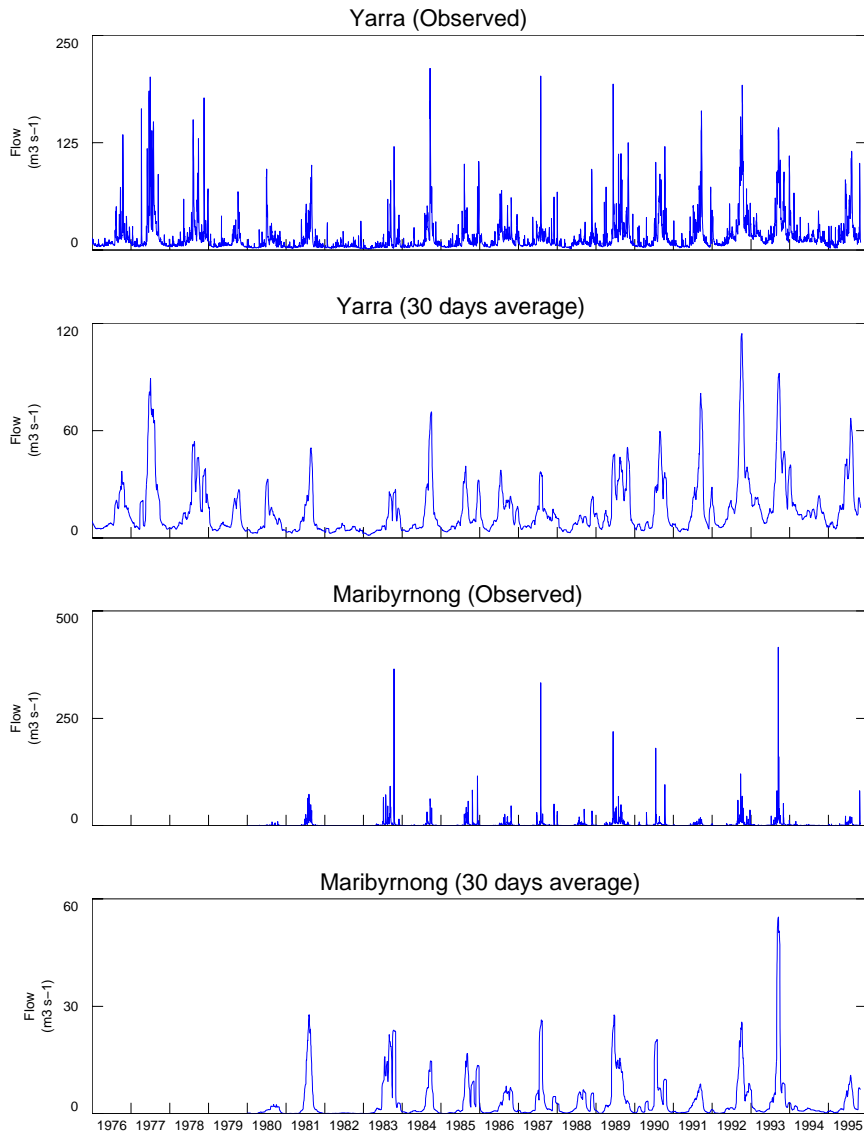 Yarra (Observed)
250
125
0
Flow
(m3 s−1)
Yarra (30 days average)
120
60
0
Flow
(m3 s−1)
Maribyrnong (Observed)
500
250
0
Flow
(m3 s−1)
Maribyrnong (30 days average)
60
30
0
Flow
(m3 s−1)
1976 1977 1978 1979 1980 1981 1982 1983 1984 1985 1986 1987 1988 1989 1990 1991 1992 1993 1994 1995